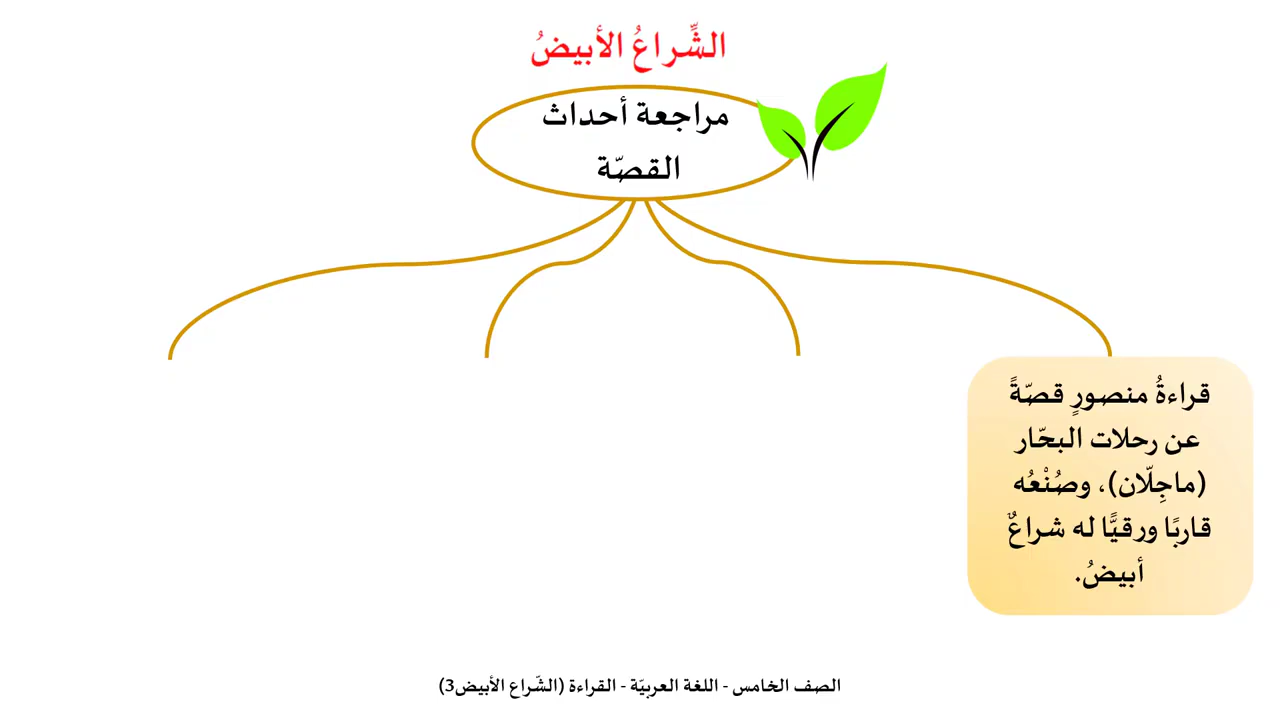 الشِّراعُ الأبيضُ
مراجعة أحداث
القصّة
قراءةُ منصورٍ قصّةً
عن رحلات البحّار
(ماجِلّان)، وصُنْعُه
قاربًا ورقيًّا له شراعٌ
أبيضُ.
الصف الخامس - اللغة العربيّة - القراءة (الشّراع الأبيض3)